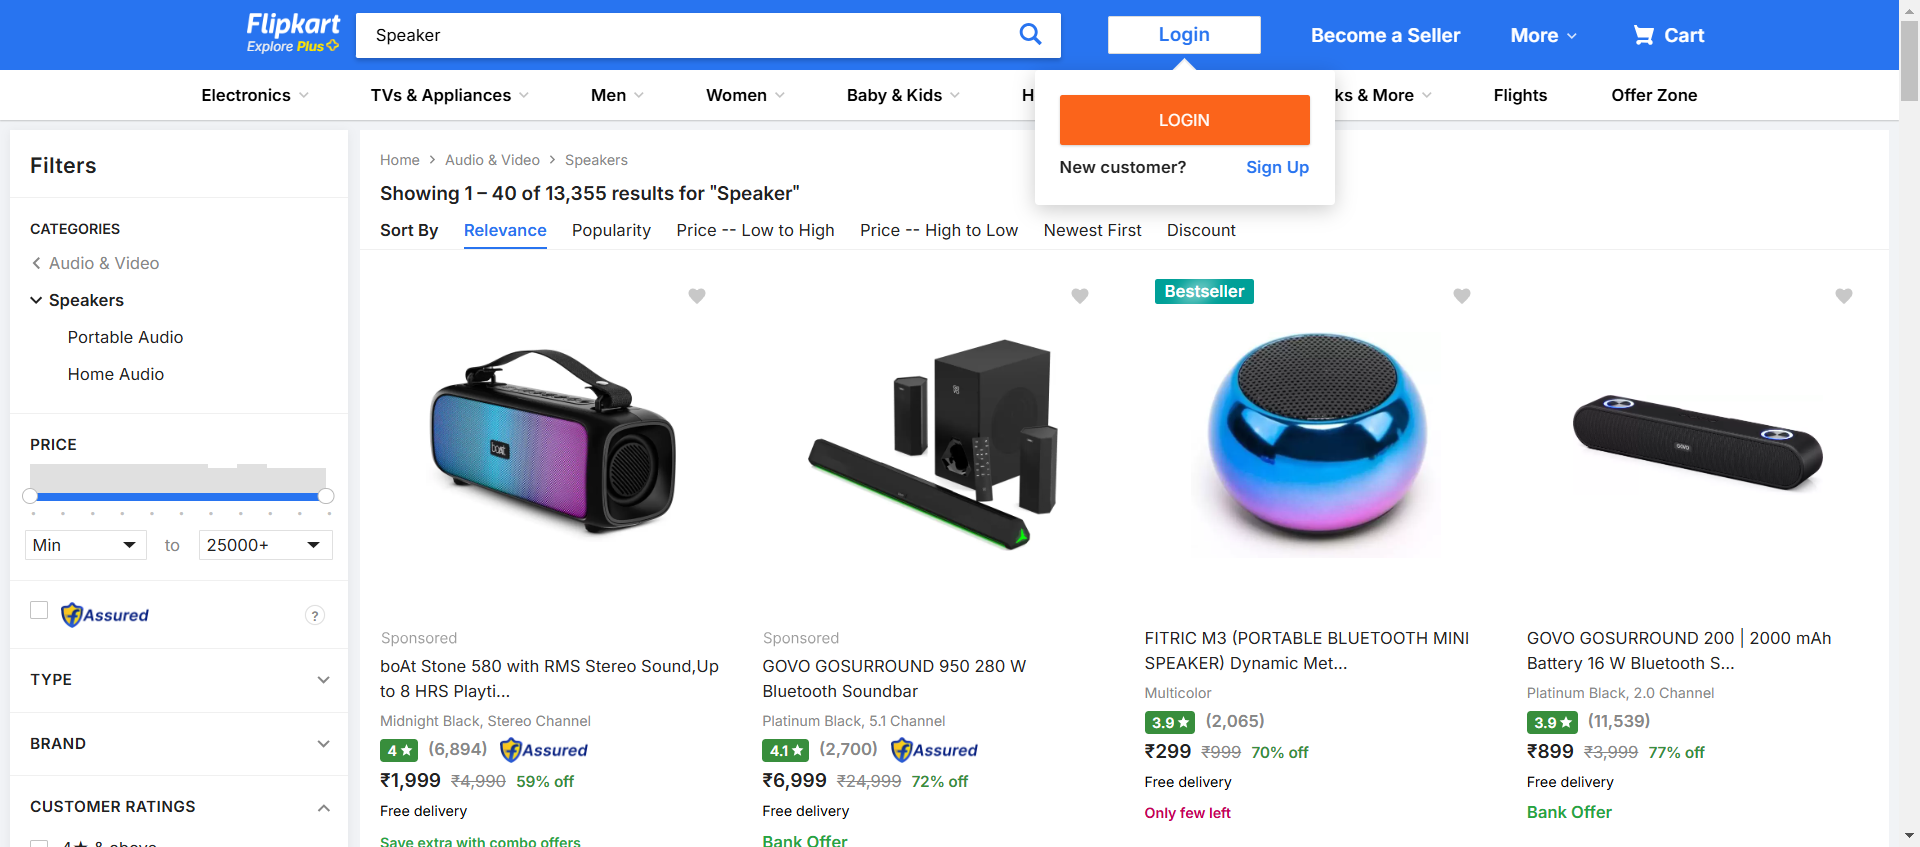 Flipkart
Explore Plus
Speaker
Login
Become a Seller
More
Cart
Electronics
TVs & Appliances
Men
Women
Baby & Kids
H
ks & More
Flights
Offer Zone
LOGIN
New customer?
Sign Up
Filters
CATEGORIES
Audio & Video
Speakers
Portable Audio
Home Audio
PRICE
Min
to
25000+
Assured
?
TYPE
BRAND
CUSTOMER RATINGS
4★ & above
Home > Audio & Video > Speakers
Showing 1 – 40 of 13,355 results for "Speaker"
Sort By
Relevance
Popularity
Price -- Low to High
Price -- High to Low
Newest First
Discount
boAt
Sponsored
boAt Stone 580 with RMS Stereo Sound,Up
to 8 HRS Playti...
Midnight Black, Stereo Channel
4★ (6,894) Assured
₹1,999 ₹4,990 59% off
Free delivery
Save extra with combo offers
Sponsored
GOVO GOSURROUND 950 280 W
Bluetooth Soundbar
Platinum Black, 5.1 Channel
4.1★ (2,700) Assured
₹6,999 ₹24,999 72% off
Free delivery
Bank Offer
Bestseller
FITRIC M3 (PORTABLE BLUETOOTH MINI
SPEAKER) Dynamic Met...
Multicolor
3.9★ (2,065)
₹299 ₹999 70% off
Free delivery
Only few left
GOVO
GOVO GOSURROUND 200 | 2000 mAh
Battery 16 W Bluetooth S...
Platinum Black, 2.0 Channel
3.9★ (11,539)
₹899 ₹3,999 77% off
Free delivery
Bank Offer